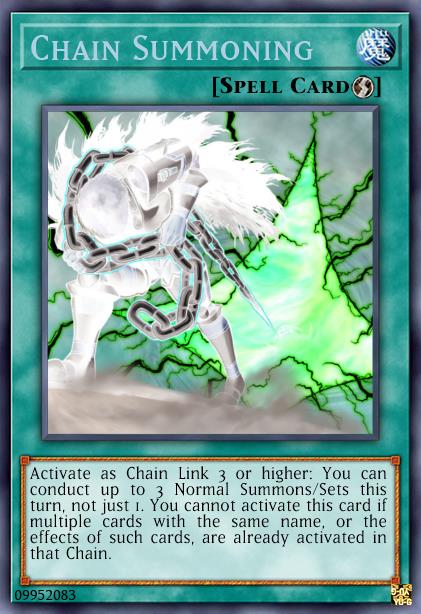 Chain Summoning
魔
[Spell Card]
Activate as Chain Link 3 or higher: You can
conduct up to 3 Normal Summons/Sets this
turn, not just 1. You cannot activate this card if
multiple cards with the same name, or the
effects of such cards, are already activated in
that Chain.
09952083